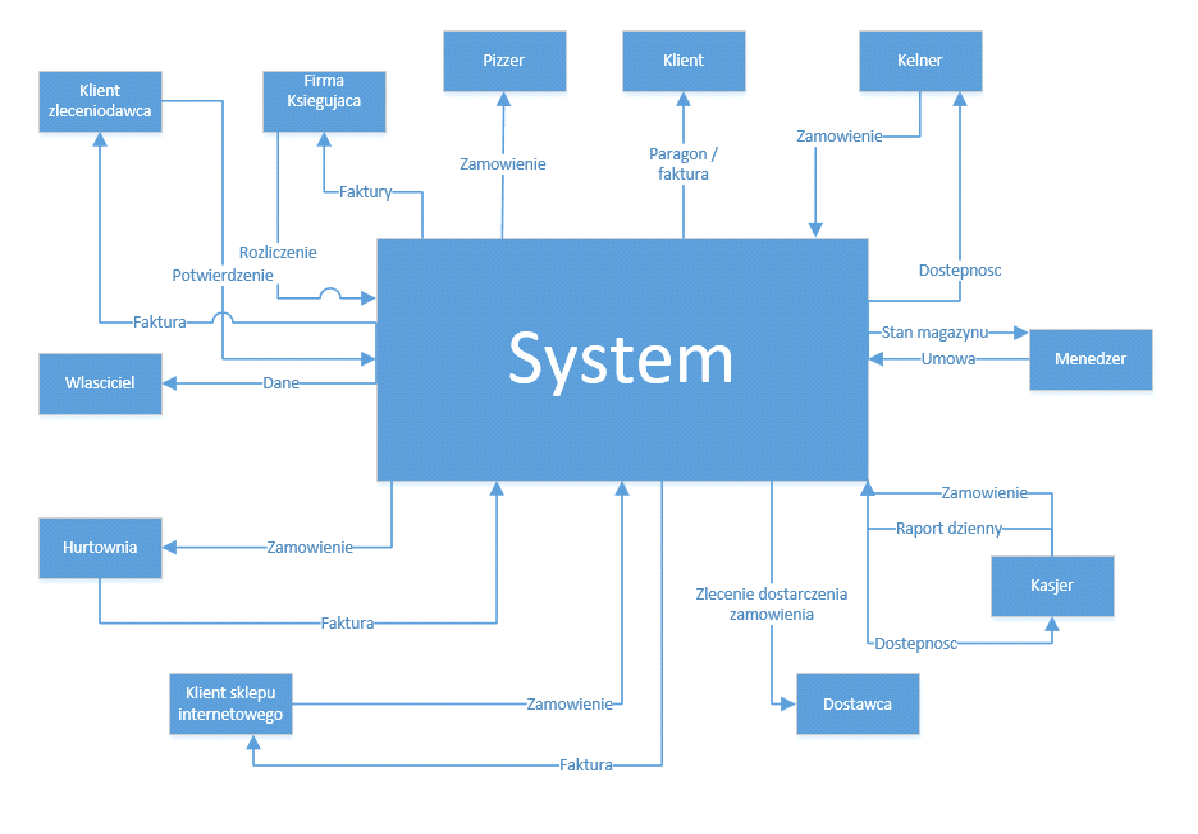 Pizzer
Klient
Kelner
Klient
zleceniodawca
Firma
Ksiegujaca
Zamowienie
Paragon /
faktura
Zamowienie
Faktury
Rozliczenie
Potwierdzenie
Dostepnosc
Faktura
System
Stan magazynu
Umowa
Menedzer
Wlasciciel
Dane
Zamowienie
Raport dzienny
Hurtownia
Zamowienie
Kasjer
Zlecenie dostarczenia
zamowienia
Faktura
Dostepnosc
Klient sklepu
internetowego
Zamowienie
Dostawca
Faktura